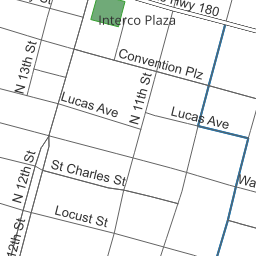 Hwy 180
Interco Plaza
Convention Plz
N 13th St
N 11th St
Lucas Ave
Lucas Ave
St Charles St
N 12th St
Locust St
12th St